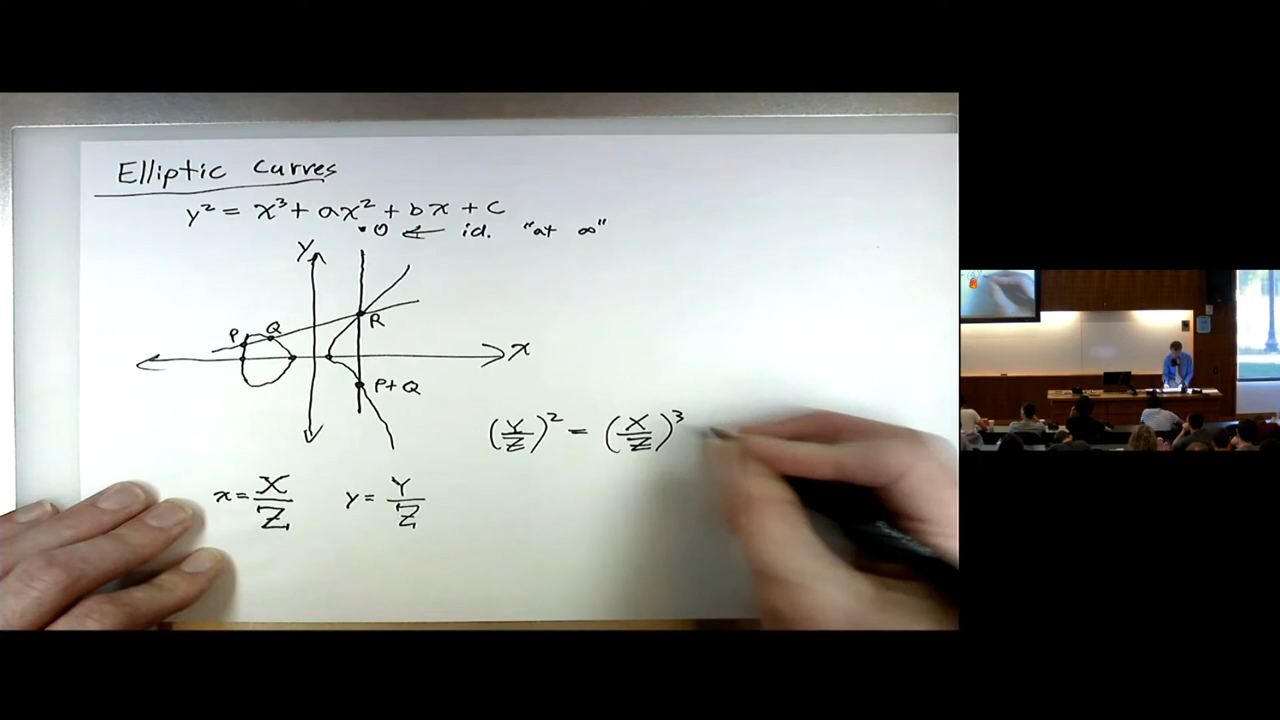 Elliptic Curves
y² = x³ + ax² + bx + c
O ← id. "at ∞"
y
P Q R
x
P+Q
(Y/Z)² = (X/Z)³
x = X/Z y = Y/Z